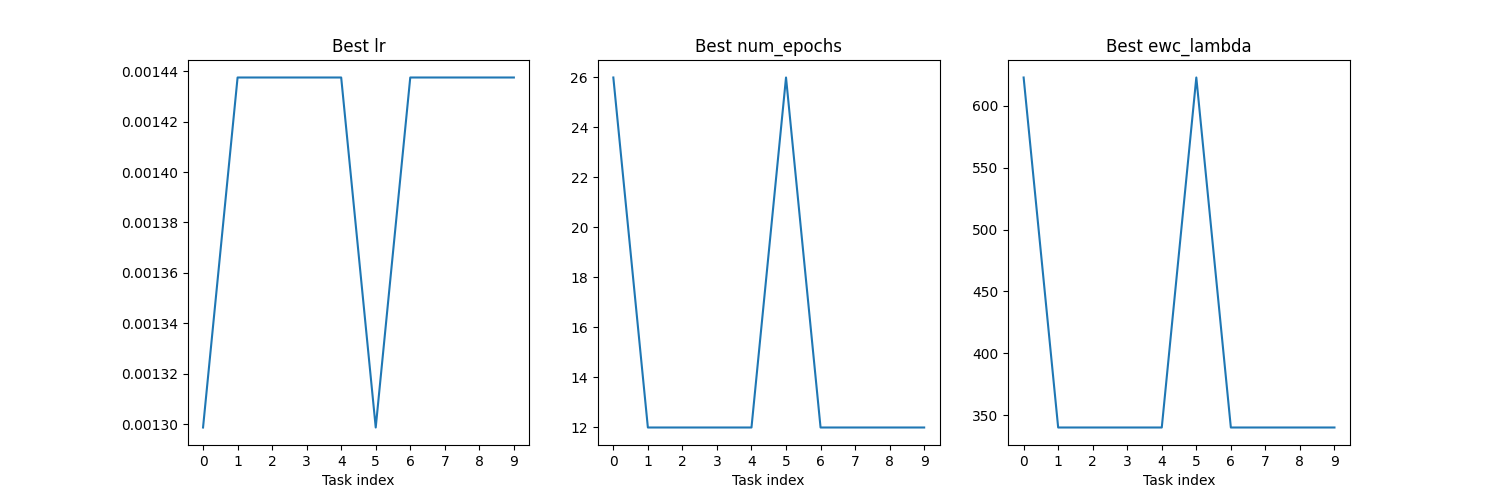 Best lr
0.00144
0.00142
0.00140
0.00138
0.00136
0.00134
0.00132
0.00130
0 1 2 3 4 5 6 7 8 9
Task index
Best num_epochs
26
24
22
20
18
16
14
12
0 1 2 3 4 5 6 7 8 9
Task index
Best ewc_lambda
600
550
500
450
400
350
0 1 2 3 4 5 6 7 8 9
Task index